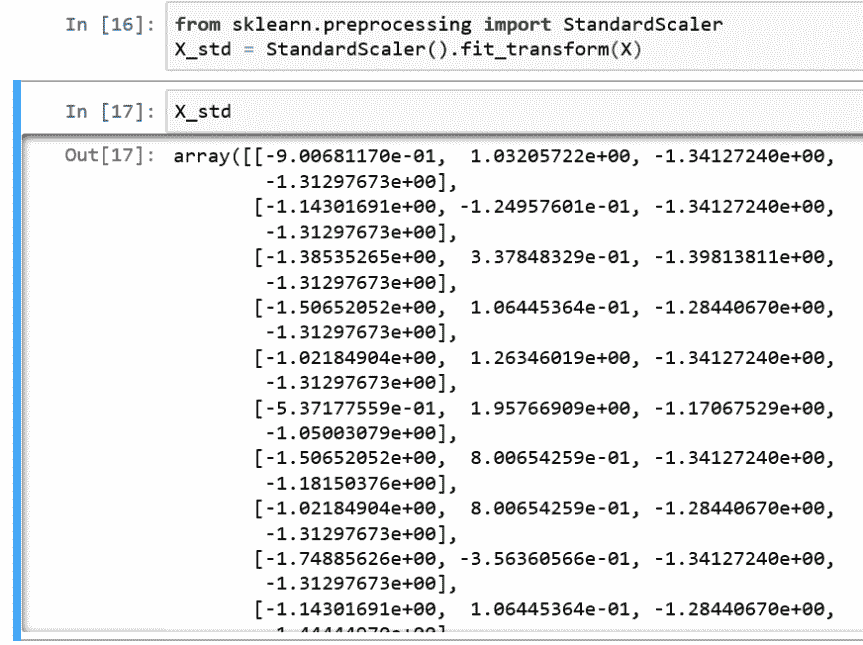 In [16]: from sklearn.preprocessing import StandardScaler
X_std = StandardScaler().fit_transform(X)
In [17]: X_std
Out[17]: array([[-9.00681170e-01, 1.03205722e+00, -1.34127240e+00,
-1.31297673e+00],
[-1.14301691e+00, -1.24957601e-01, -1.34127240e+00,
-1.31297673e+00],
[-1.38535265e+00, 3.37848329e-01, -1.39813811e+00,
-1.31297673e+00],
[-1.50652052e+00, 1.06445364e-01, -1.28440670e+00,
-1.31297673e+00],
[-1.02184904e+00, 1.26346019e+00, -1.34127240e+00,
-1.31297673e+00],
[-5.37177559e-01, 1.95766909e+00, -1.17067529e+00,
-1.05003079e+00],
[-1.50652052e+00, 8.00654259e-01, -1.34127240e+00,
-1.18150376e+00],
[-1.02184904e+00, 8.00654259e-01, -1.28440670e+00,
-1.31297673e+00],
[-1.74885626e+00, -3.56360566e-01, -1.34127240e+00,
-1.31297673e+00],
[-1.14301691e+00, 1.06445364e-01, -1.28440670e+00,